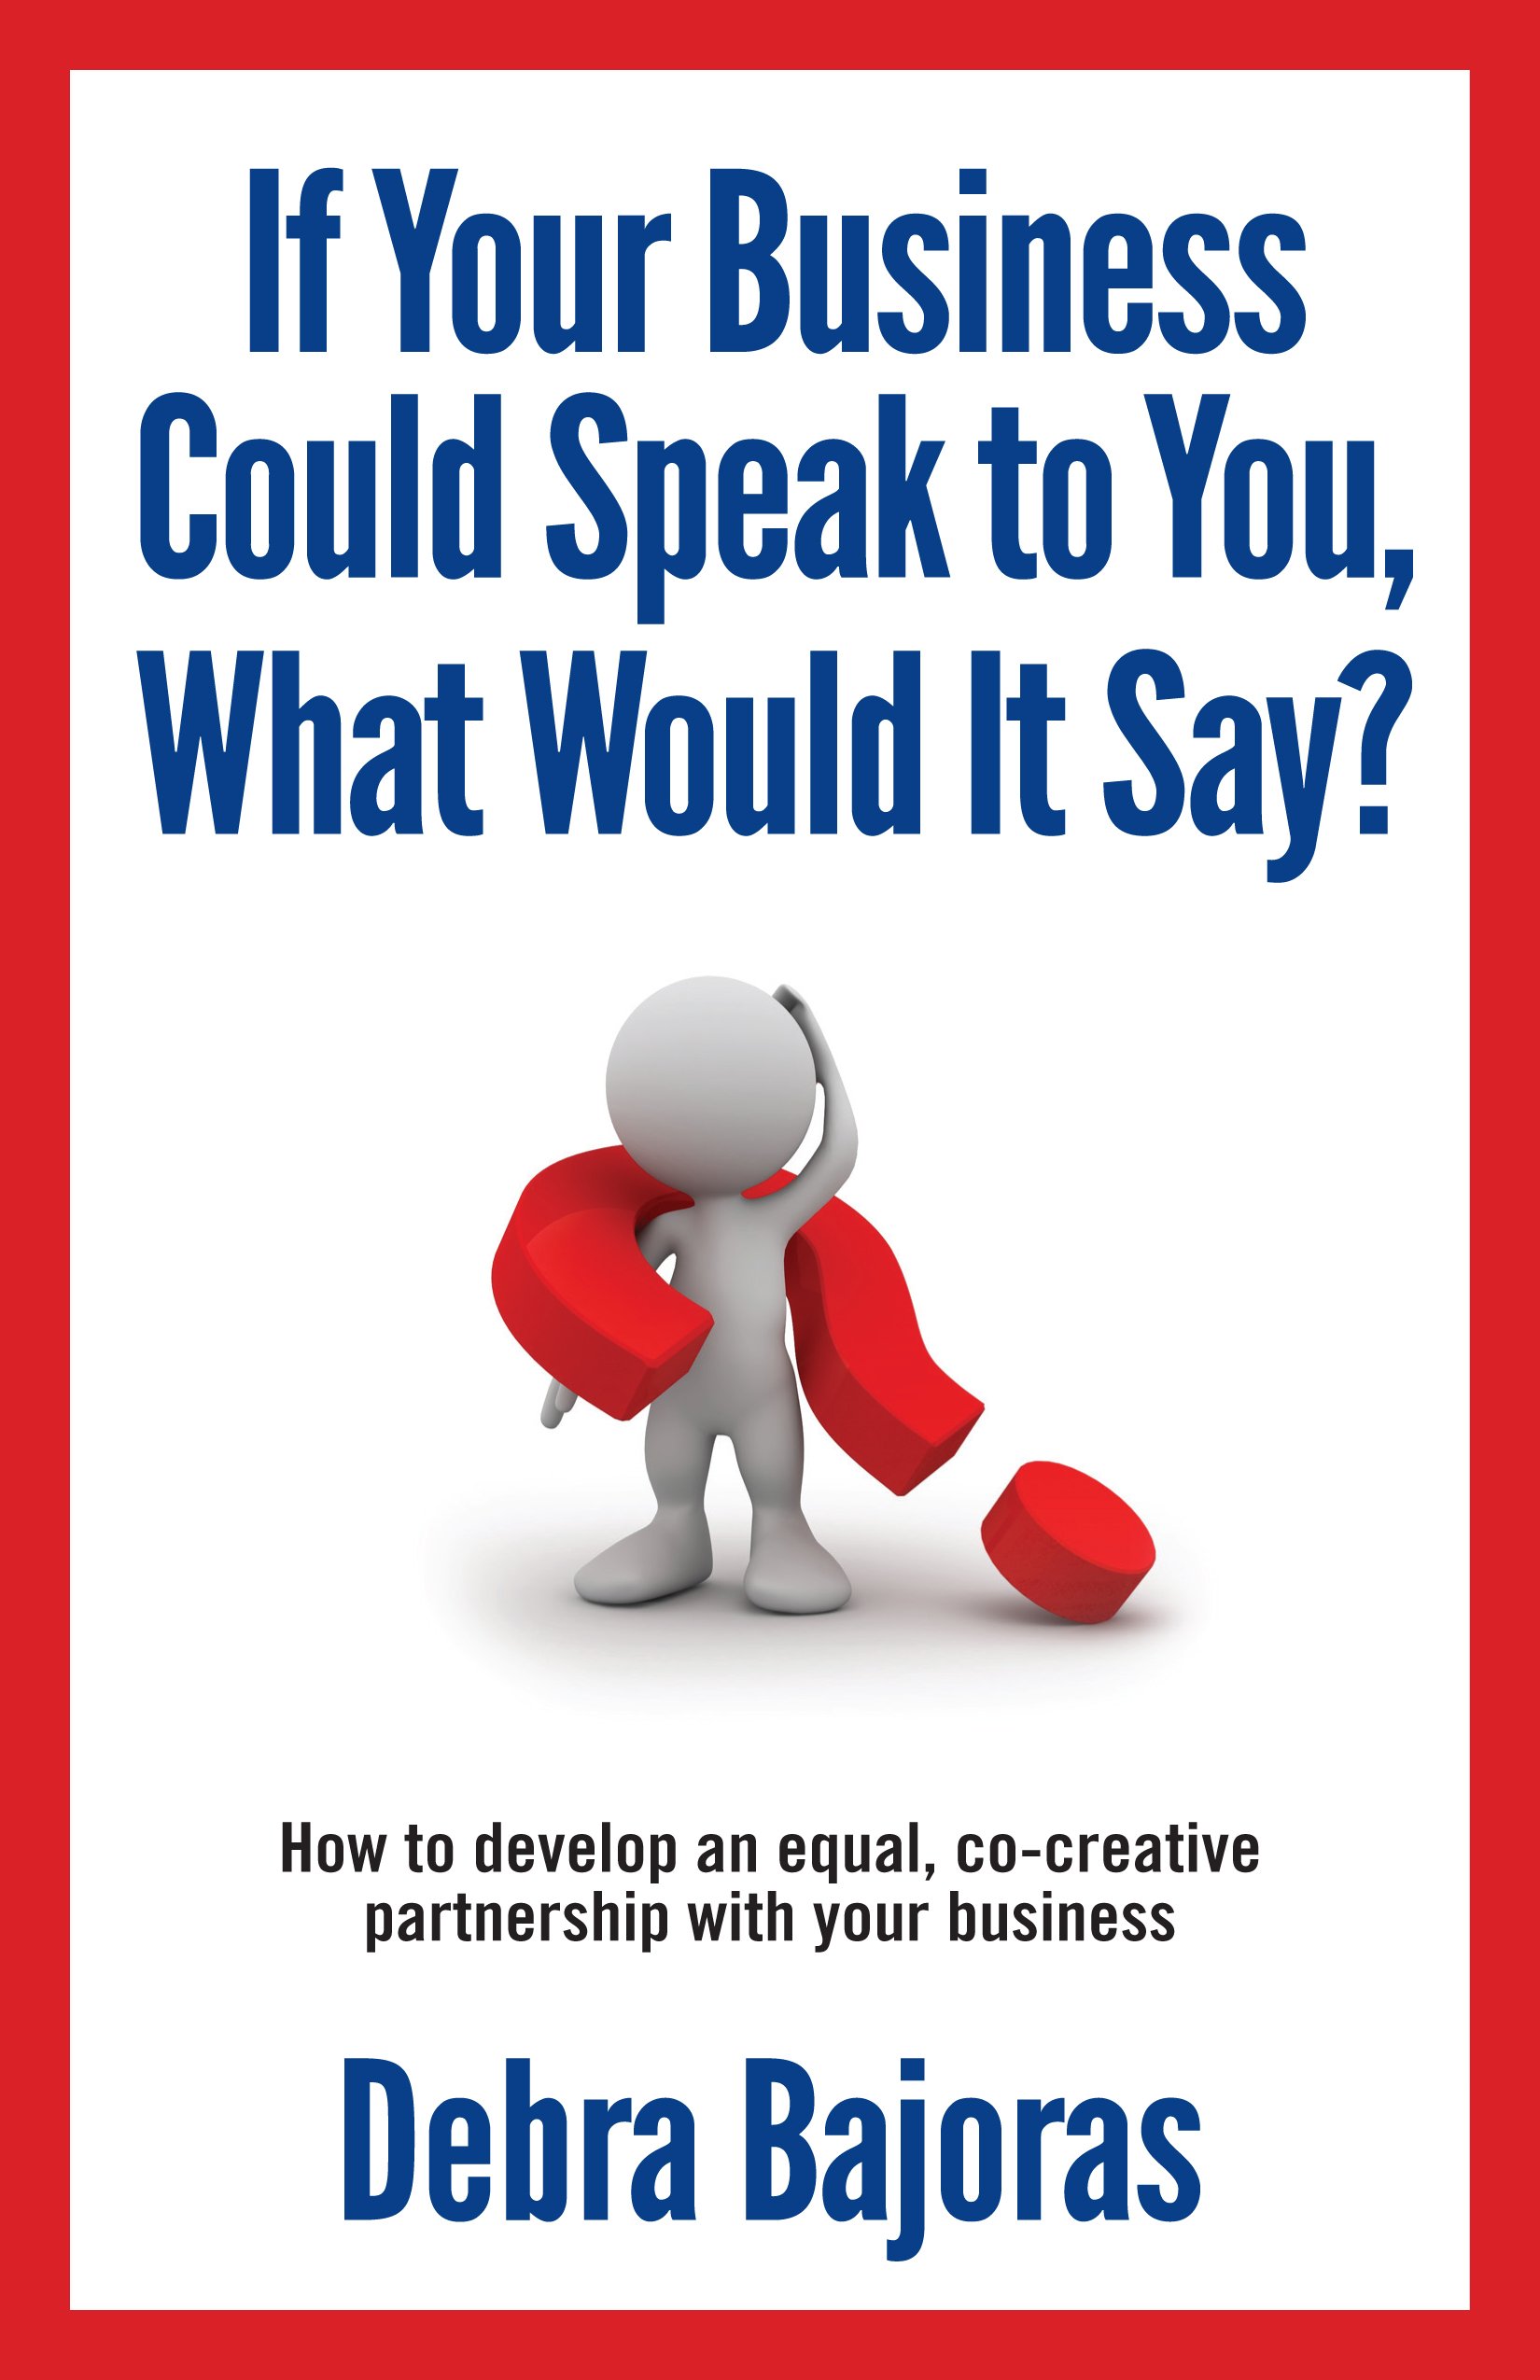 If Your Business
Could Speak to You,
What Would It Say?
How to develop an equal, co-creative
partnership with your business
Debra Bajoras